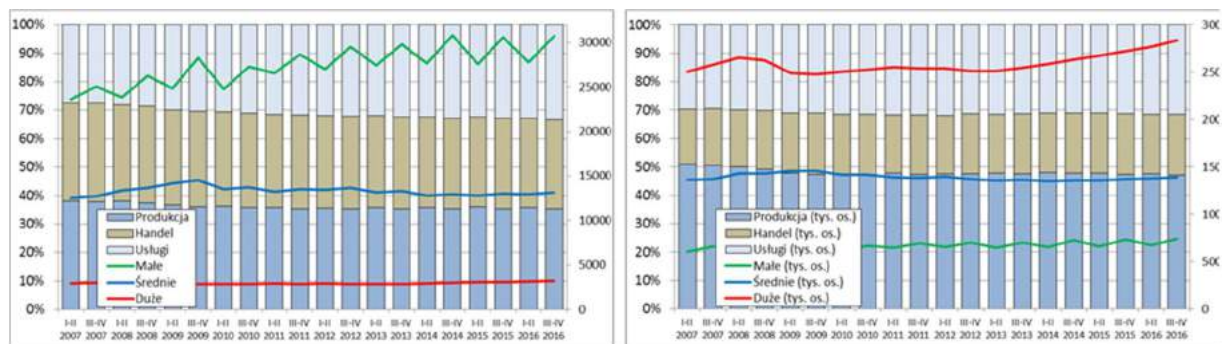 100%
90%
80%
70%
60%
50%
40%
30%
20%
10%
0%
30000
25000
20000
15000
10000
5000
0
Produkcja
Handel
Usługi
Małe
Średnie
Duże
I-II III-IV I-II III-IV I-II III-IV I-II III-IV I-II III-IV I-II III-IV I-II III-IV I-II III-IV I-II III-IV I-II III-IV
2007 2007 2008 2008 2009 2009 2010 2010 2011 2011 2012 2012 2013 2013 2014 2014 2015 2015 2016 2016
100%
90%
80%
70%
60%
50%
40%
30%
20%
10%
0%
300
250
200
150
100
500
0
Produkcja (tys. os.)
Handel (tys. os.)
Usługi (tys. os.)
Małe (tys. os.)
Średnie (tys. os.)
Duże (tys. os.)
I-II III-IV I-II III-IV I-II III-IV I-II III-IV I-II III-IV I-II III-IV I-II III-IV I-II III-IV I-II III-IV I-II III-IV
2007 2007 2008 2008 2009 2009 2010 2010 2011 2011 2012 2012 2013 2013 2014 2014 2015 2015 2016 2016